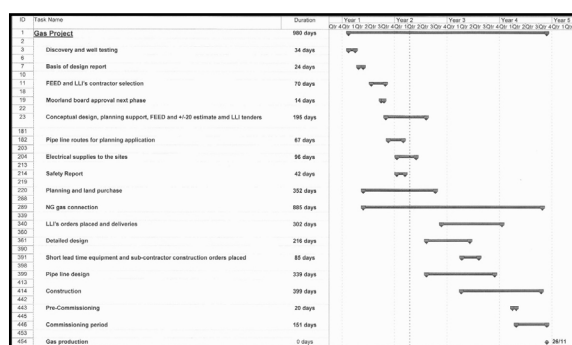 ID Task Name Duration Year 1 Year 2 Year 3 Year 4 Year 5
Qtr 4 Qtr 1 Qtr 2 Qtr 3 Qtr 4 Qtr 1 Qtr 2 Qtr 3 Qtr 4 Qtr 1 Qtr 2 Qtr 3 Qtr 4 Qtr 1 Qtr 2 Qtr 3 Qtr 4 Qtr 1
1 Gas Project 980 days
2
3 Discovery and well testing 34 days
6
7 Basis of design report 24 days
10
11 FEED and LLI's contractor selection 70 days
18
19 Moorland board approval next phase 14 days
22
23 Conceptual design, planning support, FEED and +/-20 estimate amd LLI tenders 195 days
181
182 Pipe line routes for planning application 67 days
203
204 Electrical supplies to the sites 96 days
213
214 Safety Report 42 days
219
220 Planning and land purchase 352 days
288
289 NG gas connection 885 days
339
340 LLI's orders placed and deliveries 302 days
360
361 Detailed design 216 days
390
391 Short lead time equipment and sub-contractor construction orders placed 85 days
398
399 Pipe line design 339 days
413
414 Construction 399 days
442
443 Pre-Commissioning 20 days
445
446 Commissioning period 151 days
453
454 Gas production 0 days 26/11